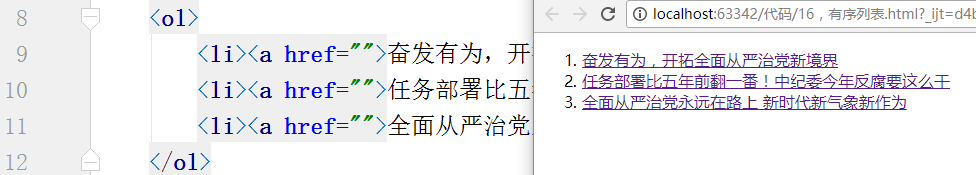 8 <ol>
9 <li><a href="">奋发有为，开
10 <li><a href="">任务部署比五
11 <li><a href="">全面从严治党
12 </ol>
localhost:63342/代码/16，有序列表.html?_ijt=d4
1. 奋发有为，开拓全面从严治党新境界
2. 任务部署比五年前翻一番！中纪委今年反腐要这么干
3. 全面从严治党永远在路上 新时代新气象新作为